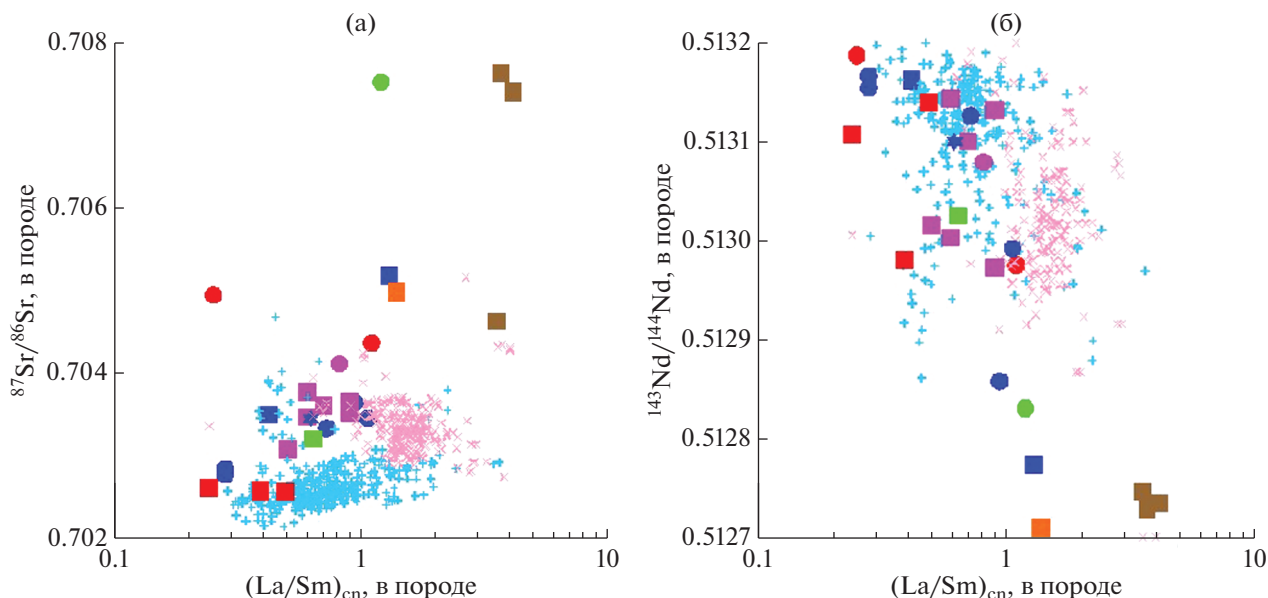 (а)
0.708
0.706
0.704
0.702
0.1
1
10
⁸⁷Sr/⁸⁶Sr, в породе
(La/Sm)cn, в породе
(б)
0.5132
0.5131
0.5130
0.5129
0.5128
0.5127
0.1
1
10
¹⁴³Nd/¹⁴⁴Nd, в породе
(La/Sm)cn, в породе